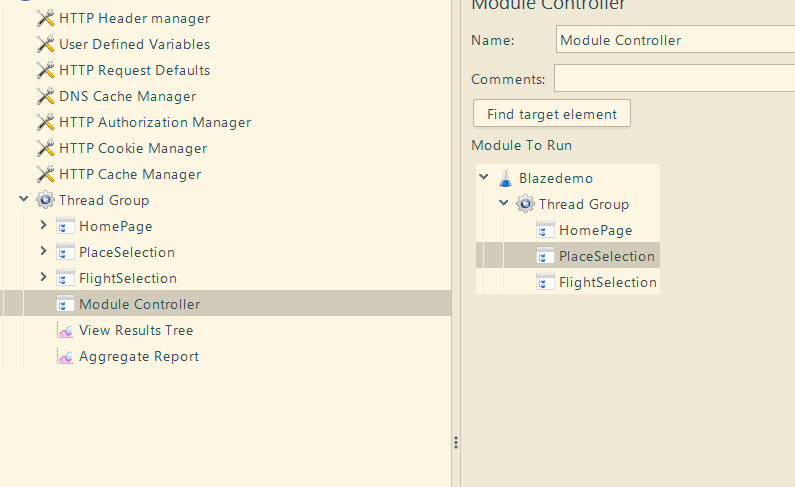 HTTP Header manager
User Defined Variables
HTTP Request Defaults
DNS Cache Manager
HTTP Authorization Manager
HTTP Cookie Manager
HTTP Cache Manager
Thread Group
HomePage
PlaceSelection
FlightSelection
Module Controller
View Results Tree
Aggregate Report
Module Controller
Name: Module Controller
Comments:
Find target element
Module To Run
Blazedemo
Thread Group
HomePage
PlaceSelection
FlightSelection